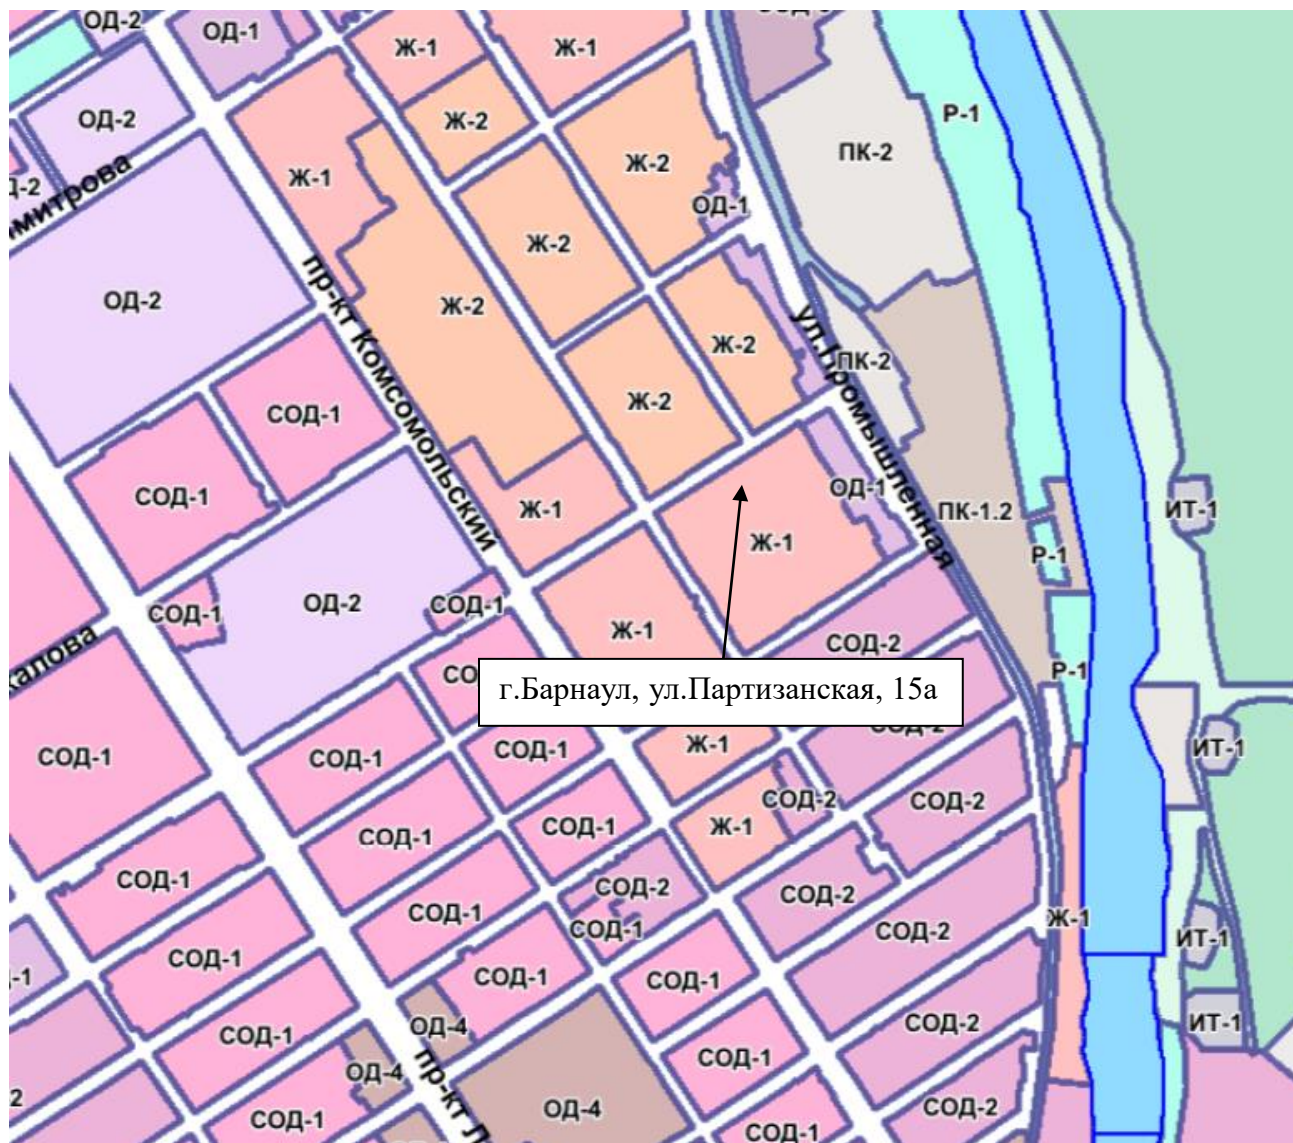 ОД-2
ОД-1
Ж-1
Ж-1
Р-1
ОД-2
Ж-2
ПК-2
Ж-2
Ж-1
ОД-1
Ж-2
ОД-2
Ж-2
пр-кт Комсомольский
ул.Промышленная
Ж-2
ПК-2
Ж-2
СОД-1
СОД-1
ОД-1
Ж-1
ПК-1.2
ИТ-1
Ж-1
Р-1
СОД-1
ОД-2
СОД-1
Ж-1
СОД-2
Р-1
г.Барнаул, ул.Партизанская, 15а
СОД-1
СОД-1
СОД-1
Ж-1
СОД-2
ИТ-1
СОД-2
СОД-2
СОД-1
СОД-1
Ж-1
СОД-1
СОД-2
СОД-2
СОД-1
СОД-1
СОД-2
Ж-1
ИТ-1
СОД-1
СОД-1
СОД-1
СОД-1
ОД-4
СОД-2
ИТ-1
СОД-1
ОД-4
пр-кт Л
ОД-4
СОД-1
СОД-2
СОД-1
СОД-1